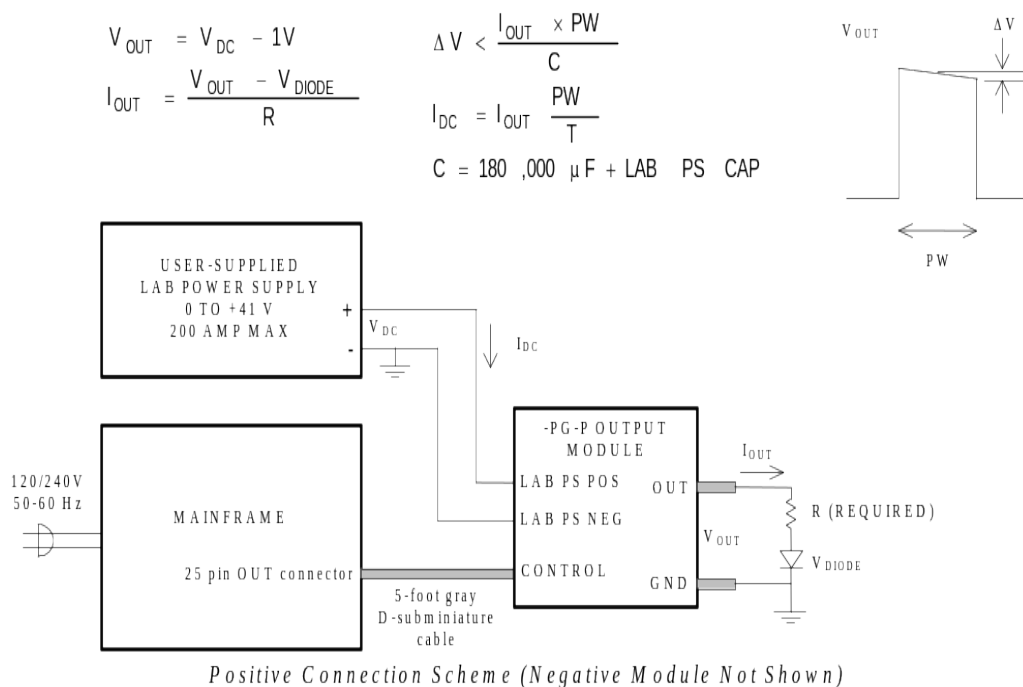 V OUT = V DC - 1V
I OUT = V OUT - V DIODE / R
Δ V < I OUT × PW / C
I DC = I OUT PW / T
C = 180 ,000 μ F + LAB PS CAP
V OUT
Δ V
PW
USER-SUPPLIED
LAB POWER SUPPLY
0 TO +41 V
200 AMP MAX
+
-
V DC
I DC
120/240V
50-60 Hz
MAINFRAME
25 pin OUT connector
5-foot gray
D-subminiature
cable
-PG-P OUTPUT
MODULE
LAB PS POS
LAB PS NEG
CONTROL
OUT
GND
I OUT
V OUT
R (REQUIRED)
V DIODE
Positive Connection Scheme (Negative Module Not Shown)